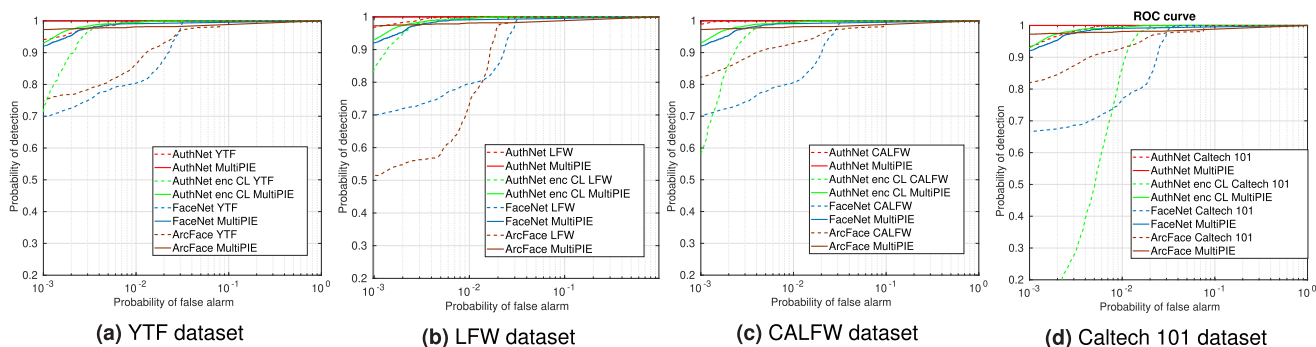 1
0.9
0.8
0.7
0.6
0.5
0.4
0.3
0.2
Probability of detection
AuthNet YTF
AuthNet MultiPIE
AuthNet enc CL YTF
AuthNet enc CL MultiPIE
FaceNet YTF
FaceNet MultiPIE
ArcFace YTF
ArcFace MultiPIE
10^-3 10^-2 10^-1 10^0
Probability of false alarm
(a) YTF dataset
1
0.9
0.8
0.7
0.6
0.5
0.4
0.3
0.2
Probability of detection
AuthNet LFW
AuthNet MultiPIE
AuthNet enc CL LFW
AuthNet enc CL MultiPIE
FaceNet LFW
FaceNet MultiPIE
ArcFace LFW
ArcFace MultiPIE
10^-3 10^-2 10^-1
Probability of false alarm
(b) LFW dataset
1
0.9
0.8
0.7
0.6
0.5
0.4
0.3
0.2
Probability of detection
AuthNet CALFW
AuthNet MultiPIE
AuthNet enc CL CALFW
AuthNet enc CL MultiPIE
FaceNet CALFW
FaceNet MultiPIE
ArcFace CALFW
ArcFace MultiPIE
10^-3 10^-2 10^-1 10^0
Probability of false alarm
(c) CALFW dataset
ROC curve
1
0.9
0.8
0.7
0.6
0.5
0.4
0.3
0.2
Probability of detection
AuthNet Caltech 101
AuthNet MultiPIE
AuthNet enc CL Caltech 101
AuthNet enc CL MultiPIE
FaceNet Caltech 101
FaceNet MultiPIE
ArcFace Caltech 101
ArcFace MultiPIE
10^-3 10^-2 10^-1 10^0
Probability of false alarm
(d) Caltech 101 dataset